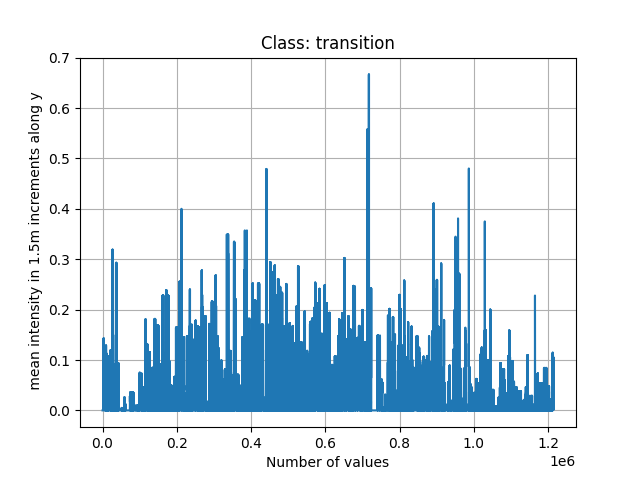 Class: transition
mean intensity in 1.5m increments along y
0.7
0.6
0.5
0.4
0.3
0.2
0.1
0.0
0.0 0.2 0.4 0.6 0.8 1.0 1.2
1e6
Number of values